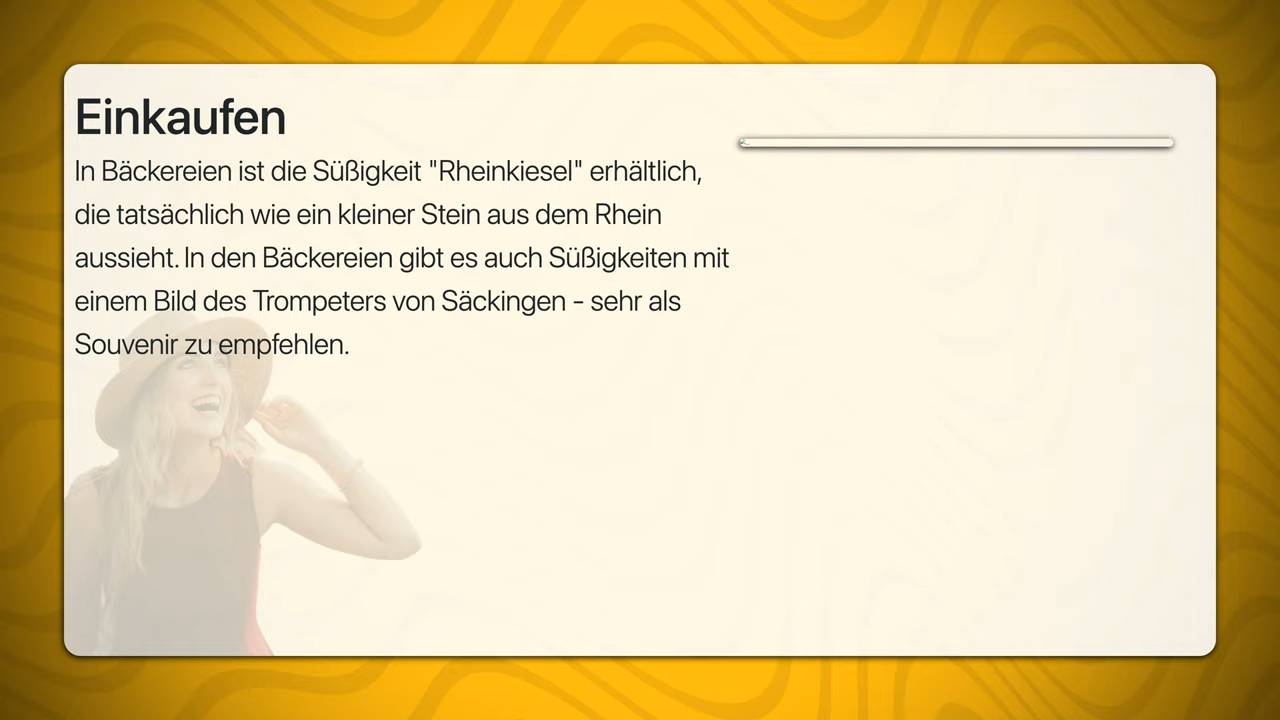 Einkaufen
In Bäckereien ist die Süßigkeit "Rheinkiesel" erhältlich,
die tatsächlich wie ein kleiner Stein aus dem Rhein
aussieht. In den Bäckereien gibt es auch Süßigkeiten mit
einem Bild des Trompeters von Säckingen - sehr als
Souvenir zu empfehlen.